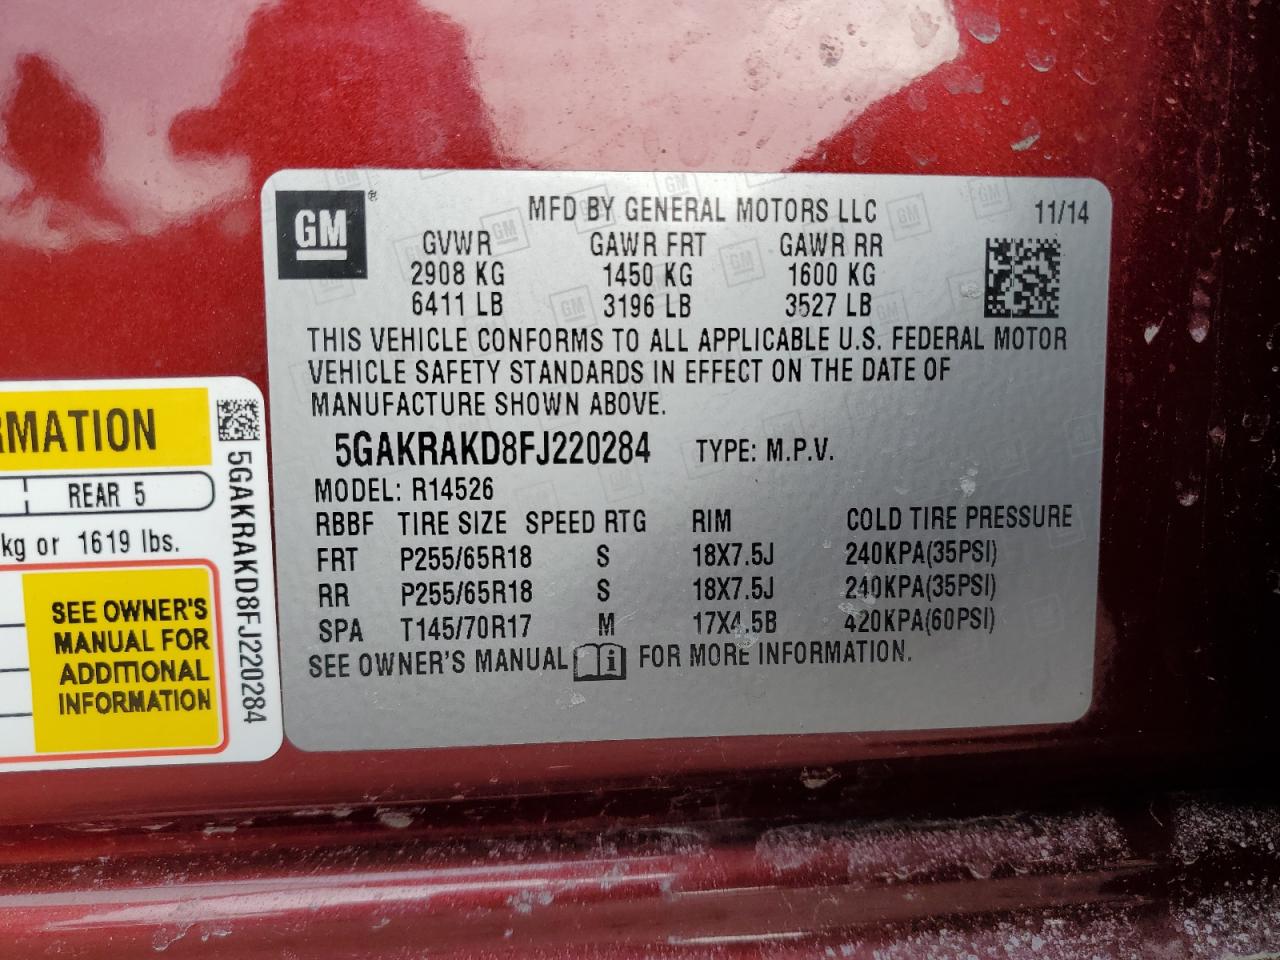 GM ®
MFD BY GENERAL MOTORS LLC 11/14
GVWR GAWR FRT GAWR RR
2908 KG 1450 KG 1600 KG
6411 LB 3196 LB 3527 LB
THIS VEHICLE CONFORMS TO ALL APPLICABLE U.S. FEDERAL MOTOR
VEHICLE SAFETY STANDARDS IN EFFECT ON THE DATE OF
MANUFACTURE SHOWN ABOVE.
5GAKRAKD8FJ220284 TYPE: M.P.V.
MODEL: R14526
RBBF TIRE SIZE SPEED RTG RIM COLD TIRE PRESSURE
FRT P255/65R18 S 18X7.5J 240KPA(35PSI)
RR P255/65R18 S 18X7.5J 240KPA(35PSI)
SPA T145/70R17 M 17X4.5B 420KPA(60PSI)
SEE OWNER'S MANUAL i FOR MORE INFORMATION.
RMATION
REAR 5
kg or 1619 lbs.
SEE OWNER'S
MANUAL FOR
ADDITIONAL
INFORMATION
5GAKRAKD8FJ220284